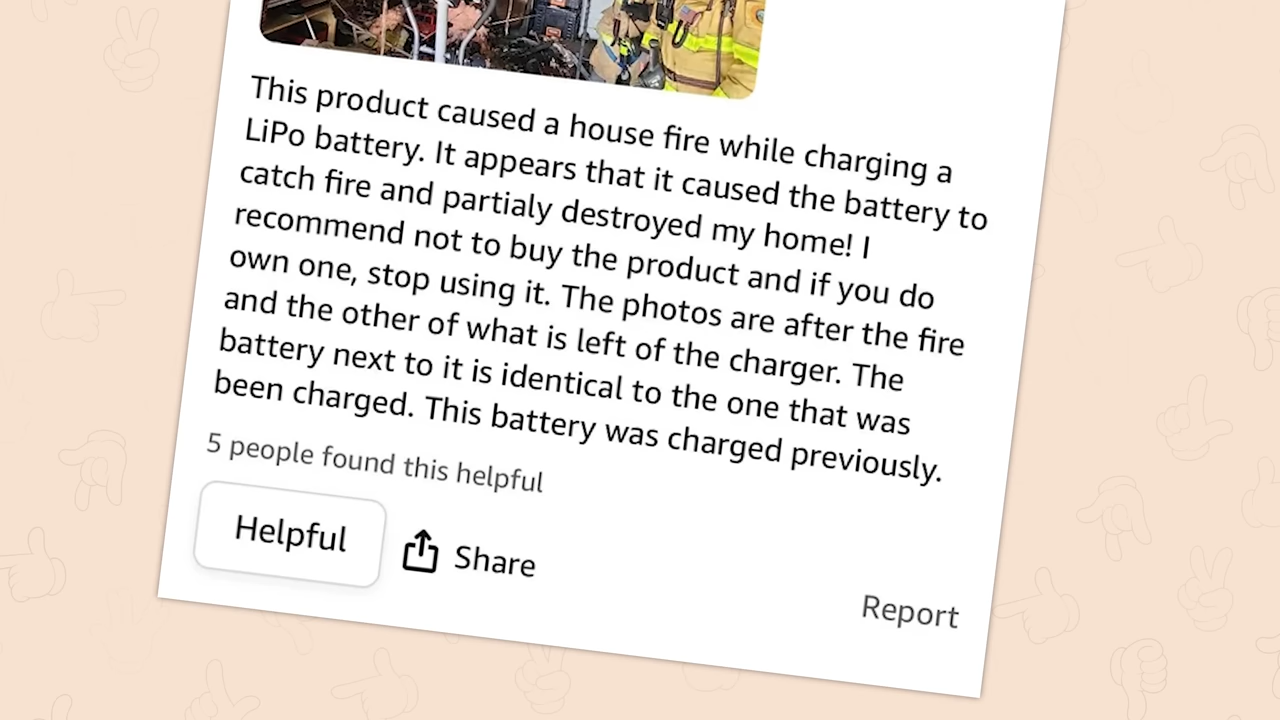 This product caused a house fire while charging a
LiPo battery. It appears that it caused the battery to
catch fire and partialy destroyed my home! I
recommend not to buy the product and if you do
own one, stop using it. The photos are after the fire
and the other of what is left of the charger. The
battery next to it is identical to the one that was
been charged. This battery was charged previously.
5 people found this helpful
Helpful
Share
Report